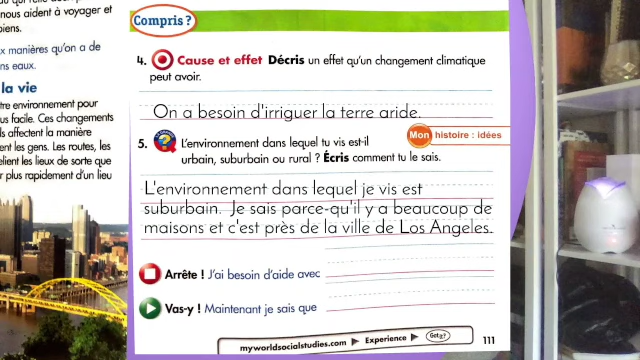 nous aident à voyager et
biens.
x manières qu'on a de
ns eaux.
la vie
tre environnement pour
us facile. Ces changements
ls affectent la manière
ent les gens. Les routes, les
elient les lieux de sorte que
r plus rapidement d'un lieu
Compris ?
4. Cause et effet Décris un effet qu'un changement climatique
peut avoir.
On a besoin d'irriguer la terre aride.
5. L'environnement dans lequel tu vis est-il
urbain, suburbain ou rural ? Écris comment tu le sais.
Mon histoire : idées
L'environnement dans lequel je vis est
suburbain. Je sais parce-qu'il y a beaucoup de
maisons et c'est près de la ville de Los Angeles.
Arrête ! J'ai besoin d'aide avec
Vas-y ! Maintenant je sais que
myworldsocialstudies.com Experience Got it?
111